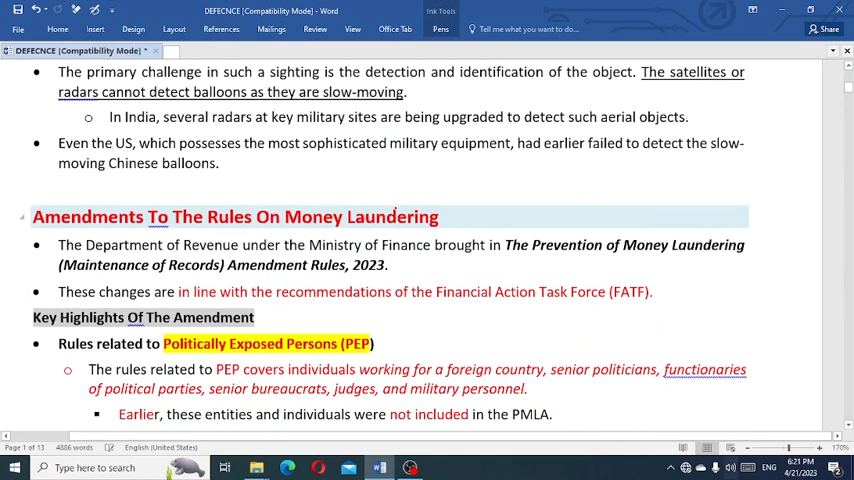 DEFECNCE [Compatibility Mode] - Word
Ink Tools
File Home Insert Design Layout References Mailings Review View Office Tab Pens Tell me what you want to do... Share
DEFECNCE [Compatibility Mode] *
• The primary challenge in such a sighting is the detection and identification of the object. The satellites or
radars cannot detect balloons as they are slow-moving.
o In India, several radars at key military sites are being upgraded to detect such aerial objects.
• Even the US, which possesses the most sophisticated military equipment, had earlier failed to detect the slow-
moving Chinese balloons.
Amendments To The Rules On Money Laundering
• The Department of Revenue under the Ministry of Finance brought in The Prevention of Money Laundering
(Maintenance of Records) Amendment Rules, 2023.
• These changes are in line with the recommendations of the Financial Action Task Force (FATF).
Key Highlights Of The Amendment
• Rules related to Politically Exposed Persons (PEP)
o The rules related to PEP covers individuals working for a foreign country, senior politicians, functionaries
of political parties, senior bureaucrats, judges, and military personnel.
▪ Earlier, these entities and individuals were not included in the PMLA.
Page 1 of 13 4886 words English (United States) 170%
Type here to search ENG 6:21 PM
4/21/2023